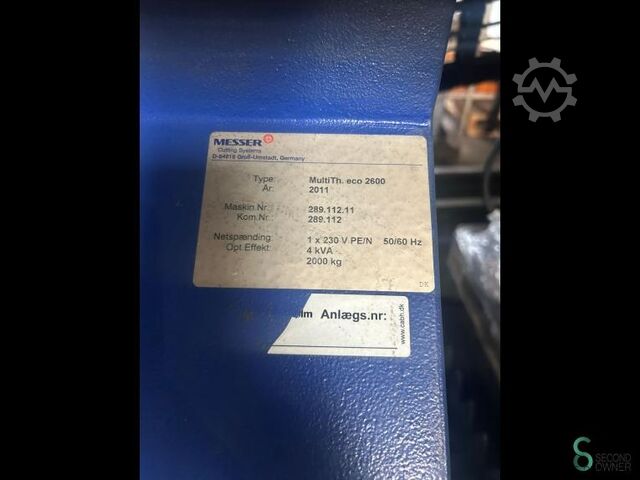 MESSER
Cutting Systems
D-64818 Groß-Umstadt, Germany
Type: MultiTh. eco 2600
År: 2011
Maskin.Nr.: 289.112.11
Kom.Nr.: 289.112
Netspænding: 1 x 230 V PE/N 50/60 Hz
Opt Effekt: 4 kVA
2000 kg
DK
Anlægs.nr:
www.cabh.dk
SECOND
OWNER